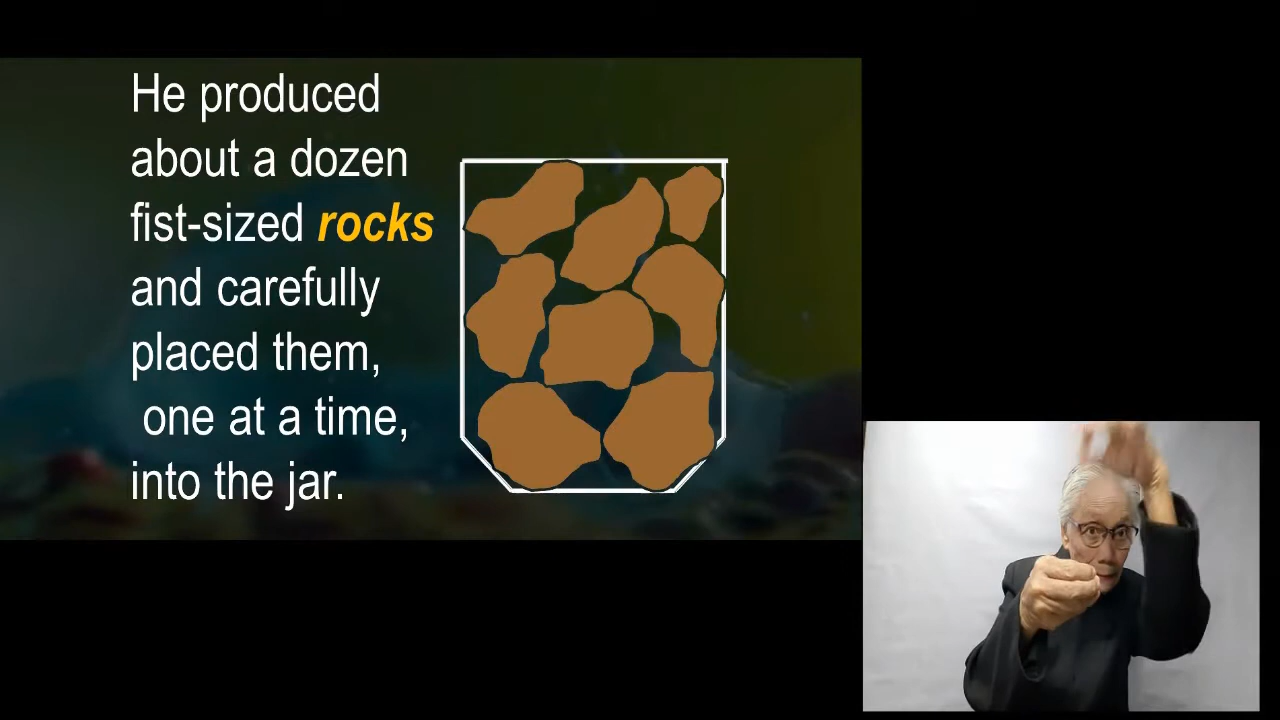 He produced
about a dozen
fist-sized rocks
and carefully
placed them,
one at a time,
into the jar.